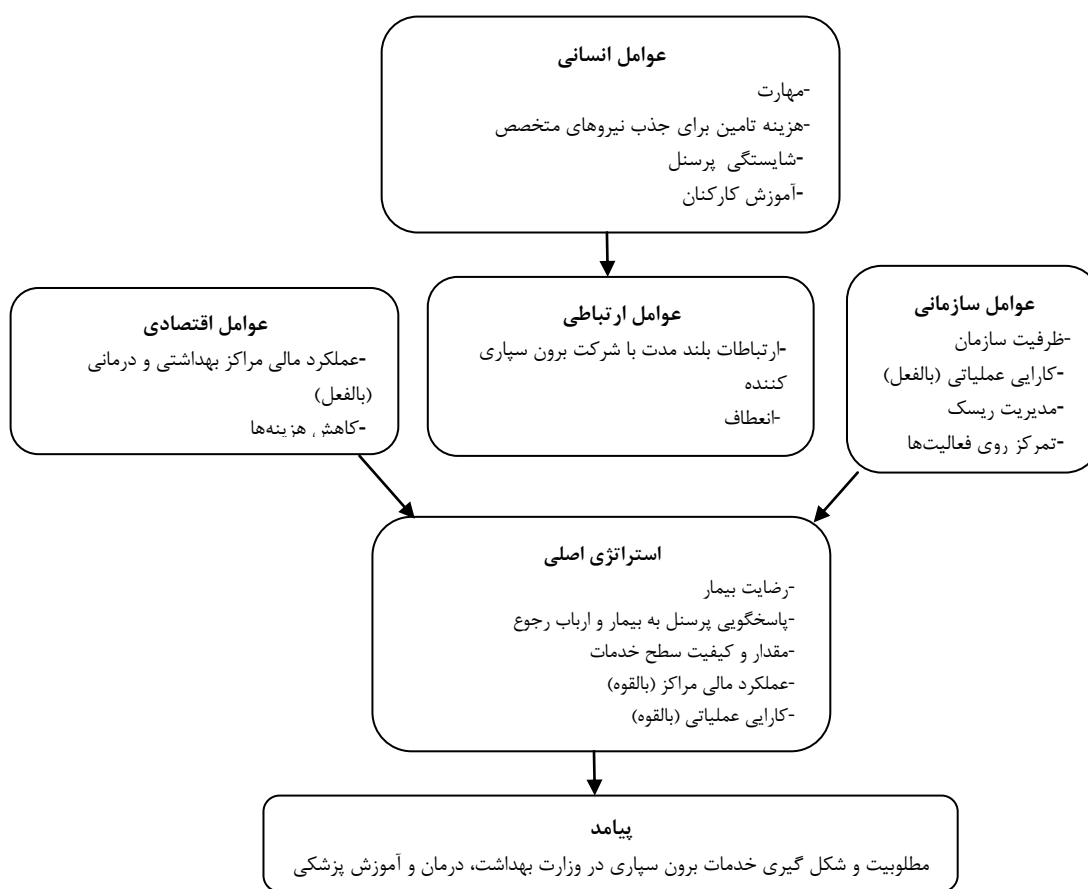 عوامل انسانی
-مهارت
-هزینه تامین برای جذب نیروهای متخصص
-شایستگی پرسنل
-آموزش کارکنان
عوامل سازمانی
-ظرفیت سازمان
-کارایی عملیاتی (بالفعل)
-مدیریت ریسک
-تمرکز روی فعالیت‌ها
عوامل ارتباطی
-ارتباطات بلند مدت با شرکت برون سپاری
کننده
-انعطاف
عوامل اقتصادی
-عملکرد مالی مراکز بهداشتی و درمانی
(بالفعل)
-کاهش هزینه‌ها
استراتژی اصلی
-رضایت بیمار
-پاسخگویی پرسنل به بیمار و ارباب رجوع
-مقدار و کیفیت سطح خدمات
-عملکرد مالی مراکز (بالقوه)
-کارایی عملیاتی (بالقوه)
پیامد
مطلوبیت و شکل گیری خدمات برون سپاری در وزارت بهداشت، درمان و آموزش پزشکی